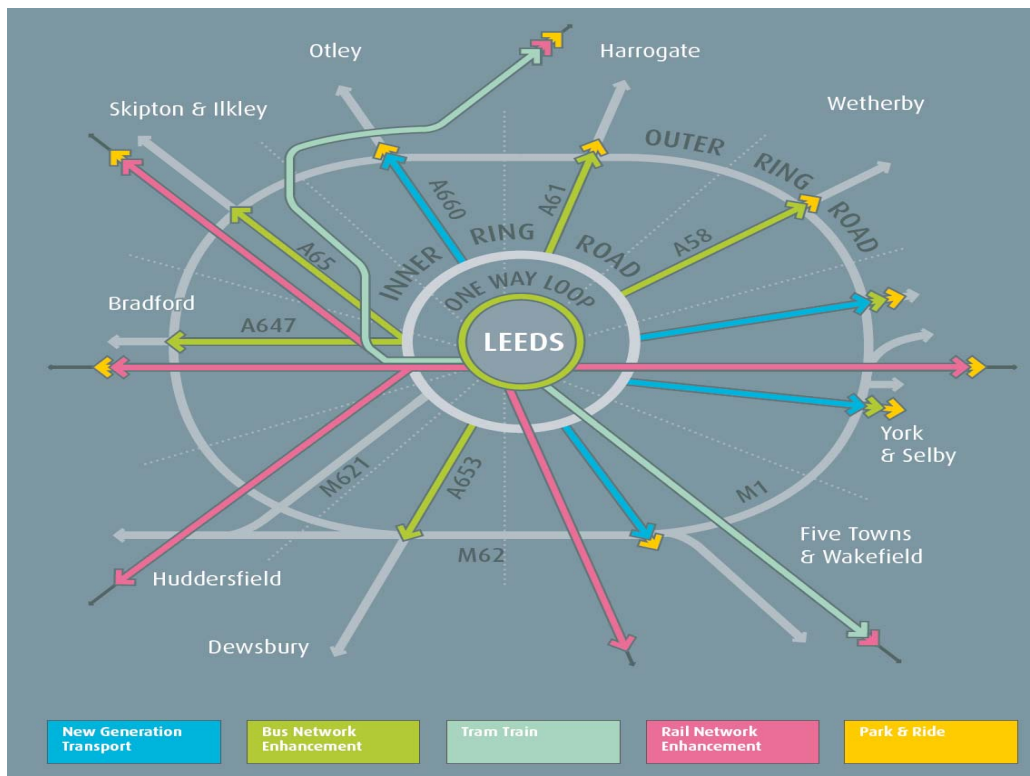 Otley
Harrogate
Skipton & Ilkley
Wetherby
OUTER RING ROAD
A660
A61
A58
INNER RING ROAD
A65
ONE WAY LOOP
Bradford
A647
LEEDS
York
& Selby
A653
M621
M1
Five Towns
& Wakefield
M62
Huddersfield
Dewsbury
New Generation
Transport
Bus Network
Enhancement
Tram Train
Rail Network
Enhancement
Park & Ride